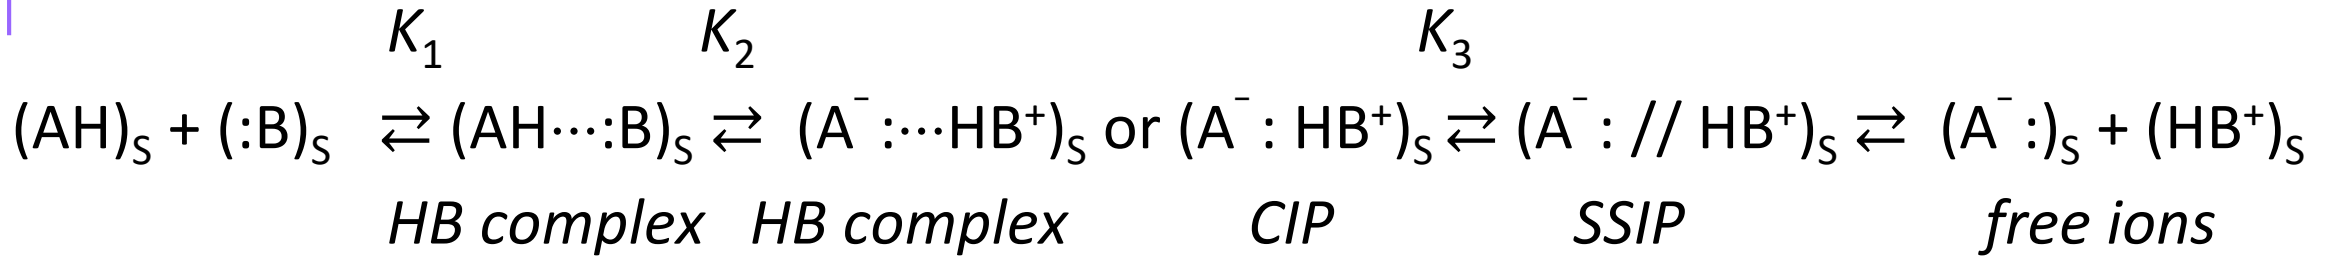 K₁ K₂ K₃
(AH)ₛ + (:B)ₛ ⇄ (AH⋯:B)ₛ ⇄ (A⁻:⋯HB⁺)ₛ or (A⁻: HB⁺)ₛ ⇄ (A⁻: // HB⁺)ₛ ⇄ (A⁻:)ₛ + (HB⁺)ₛ
HB complex HB complex CIP SSIP free ions